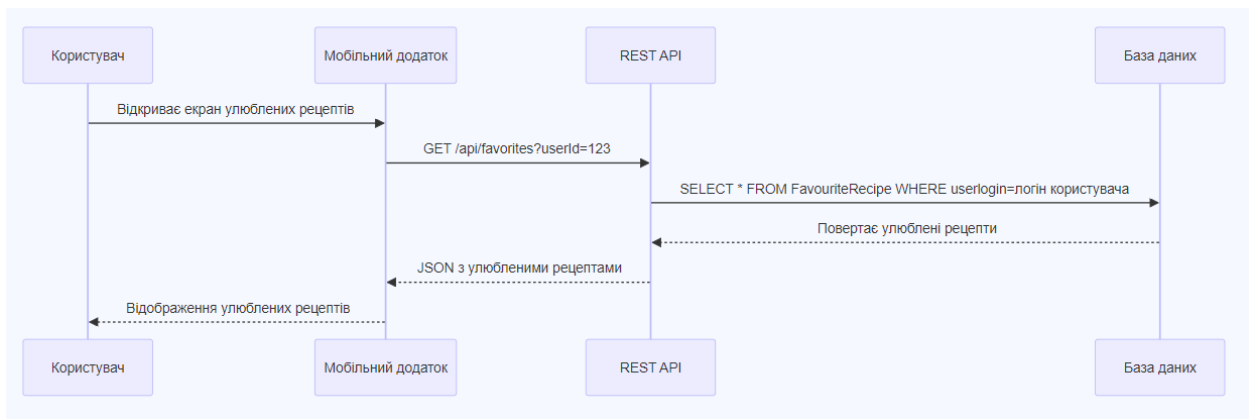 Користувач
Мобільний додаток
REST API
База даних
Відкриває екран улюблених рецептів
GET /api/favorites?userId=123
SELECT * FROM FavouriteRecipe WHERE userlogin=логін користувача
Повертає улюблені рецепти
JSON з улюбленими рецептами
Відображення улюблених рецептів
Користувач
Мобільний додаток
REST API
База даних